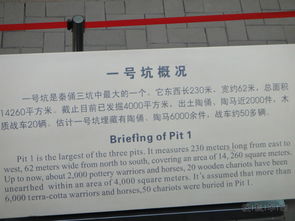 一号坑概况
一号坑是秦俑三坑中最大的一个。它东西长230米，宽约62米，总面积
14260平方米。截止目前已发掘4000平方米，出土陶俑、陶马近2000件，木
质战车20辆。估计一号坑埋藏有陶俑、陶马6000余件，战车约50多辆。
Briefing of Pit 1
Pit 1 is the largest of the three pits. It measures 230 meters long from east to
west, 62 meters wide from north to south, covering an area of 14, 260 square meters.
Up to now, about 2,000 pottery warriors and horses, 20 wooden chariots have been
unearthed within an area of 4,000 square meters. It's assumed that more than
6,000 terra-cotta warriors and horses,50 chariots were buried in Pit 1.